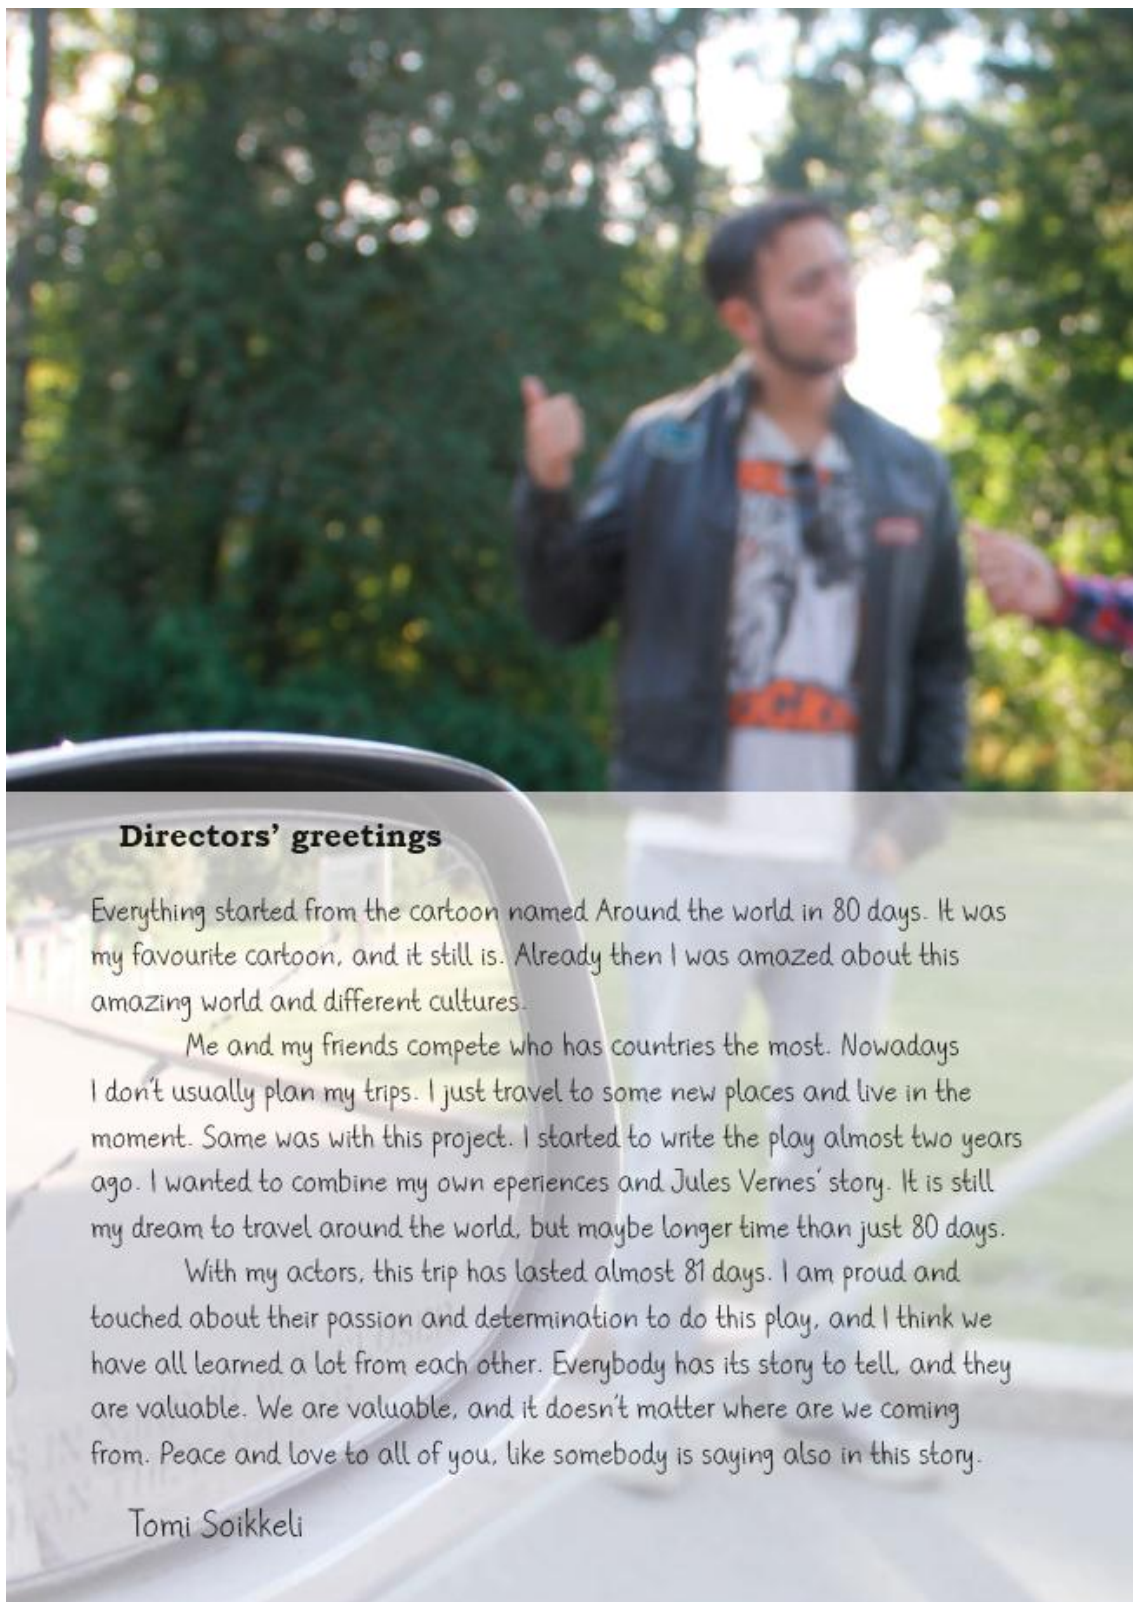 Directors’ greetings
Everything started from the cartoon named Around the world in 80 days. It was
my favourite cartoon, and it still is. Already then I was amazed about this
amazing world and different cultures.
Me and my friends compete who has countries the most. Nowadays
I don't usually plan my trips. I just travel to some new places and live in the
moment. Same was with this project. I started to write the play almost two years
ago. I wanted to combine my own eperiences and Jules Vernes' story. It is still
my dream to travel around the world, but maybe longer time than just 80 days.
With my actors, this trip has lasted almost 81 days. I am proud and
touched about their passion and determination to do this play, and I think we
have all learned a lot from each other. Everybody has its story to tell, and they
are valuable. We are valuable, and it doesn't matter where are we coming
from. Peace and love to all of you, like somebody is saying also in this story.
Tomi Soikkeli